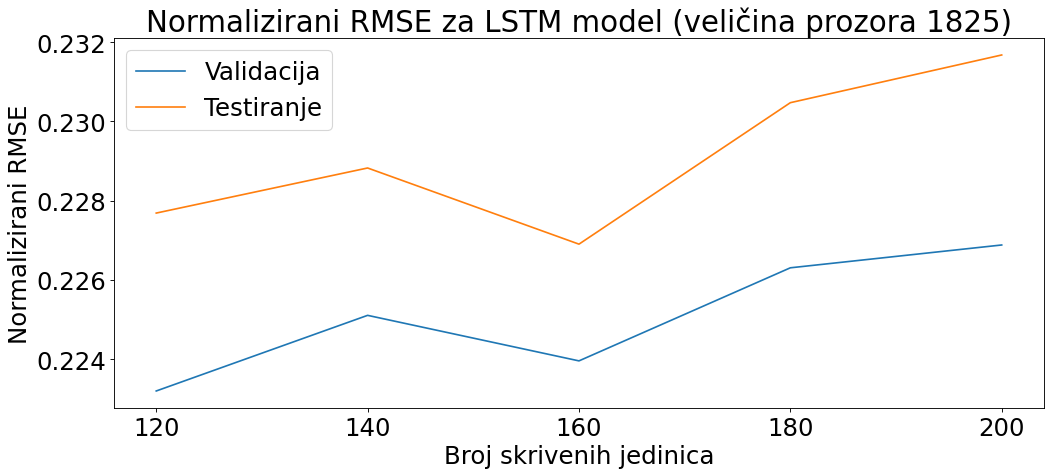 Normalizirani RMSE za LSTM model (veličina prozora 1825)
Normalizirani RMSE
0.232
0.230
0.228
0.226
0.224
Validacija
Testiranje
120 140 160 180 200
Broj skrivenih jedinica